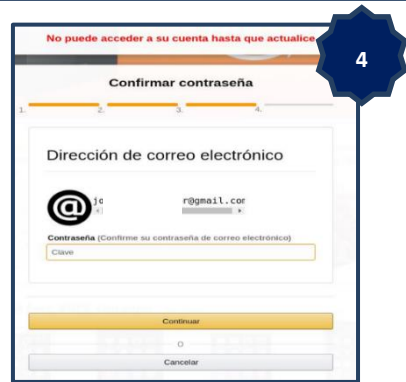 No puede acceder a su cuenta hasta que actualice
4
Confirmar contraseña
1. 2. 3. 4.
Dirección de correo electrónico
@ jo r@gmail.com
Contraseña (Confirme su contraseña de correo electrónico)
Clave
Continuar
O
Cancelar